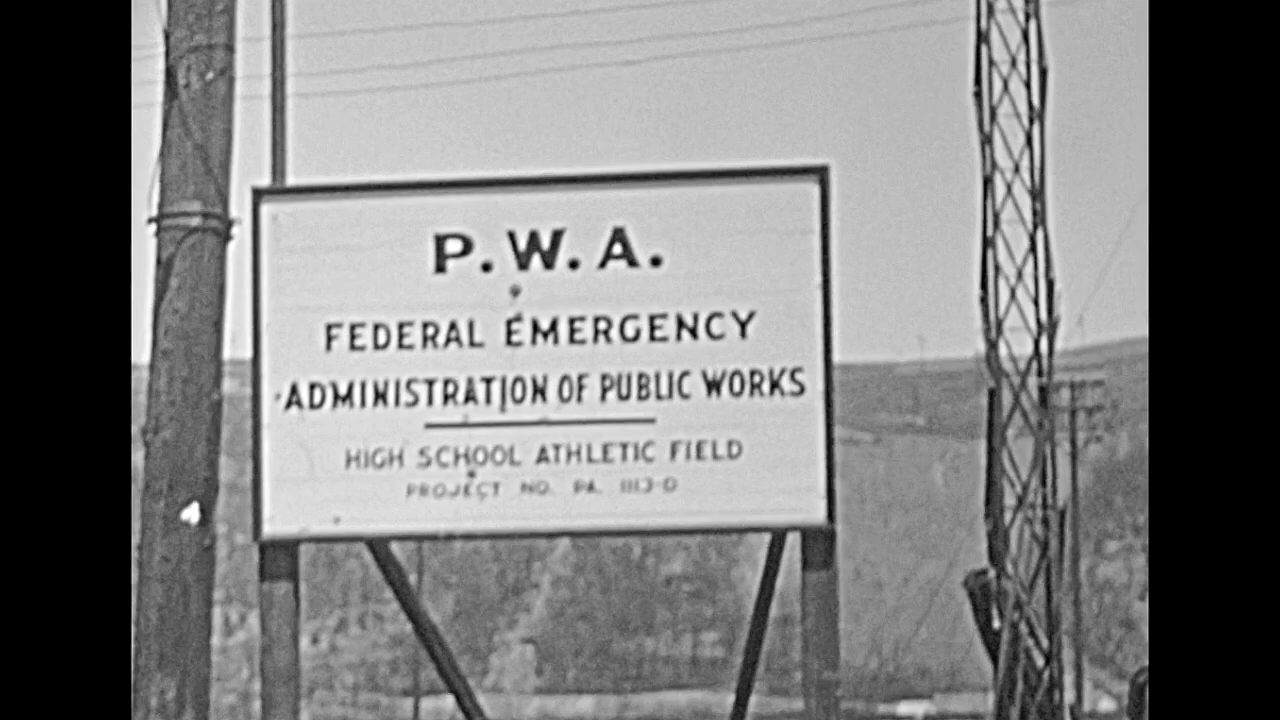 P.W.A.
FEDERAL EMERGENCY
ADMINISTRATION OF PUBLIC WORKS
HIGH SCHOOL ATHLETIC FIELD
PROJECT NO. PA. 1113-D